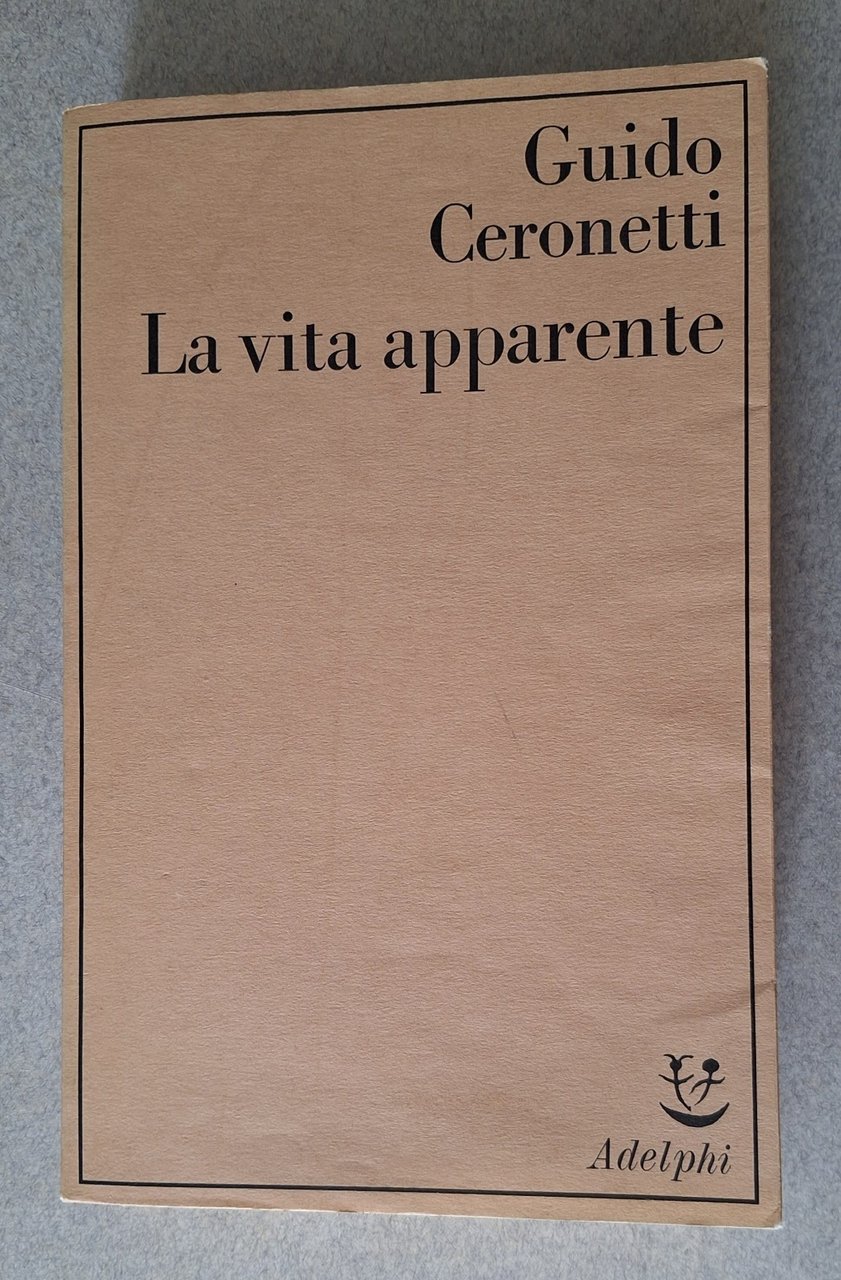 Guido
Ceronetti
La vita apparente
Adelphi